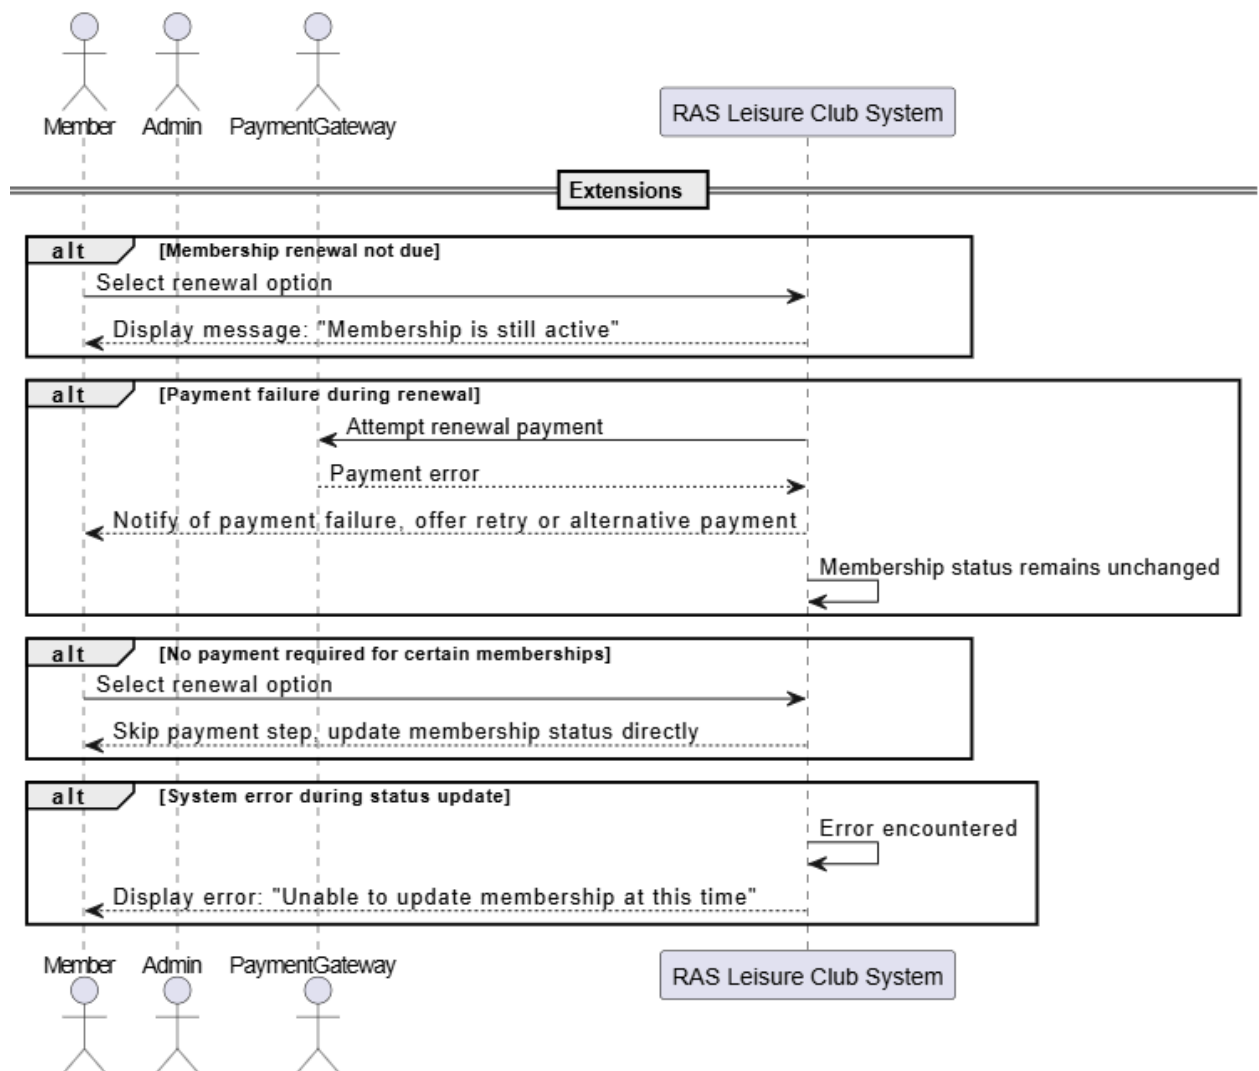 Member Admin PaymentGateway RAS Leisure Club System
Extensions
alt [Membership renewal not due]
Select renewal option
Display message: "Membership is still active"
alt [Payment failure during renewal]
Attempt renewal payment
Payment error
Notify of payment failure, offer retry or alternative payment
Membership status remains unchanged
alt [No payment required for certain memberships]
Select renewal option
Skip payment step, update membership status directly
alt [System error during status update]
Error encountered
Display error: "Unable to update membership at this time"
Member Admin PaymentGateway RAS Leisure Club System